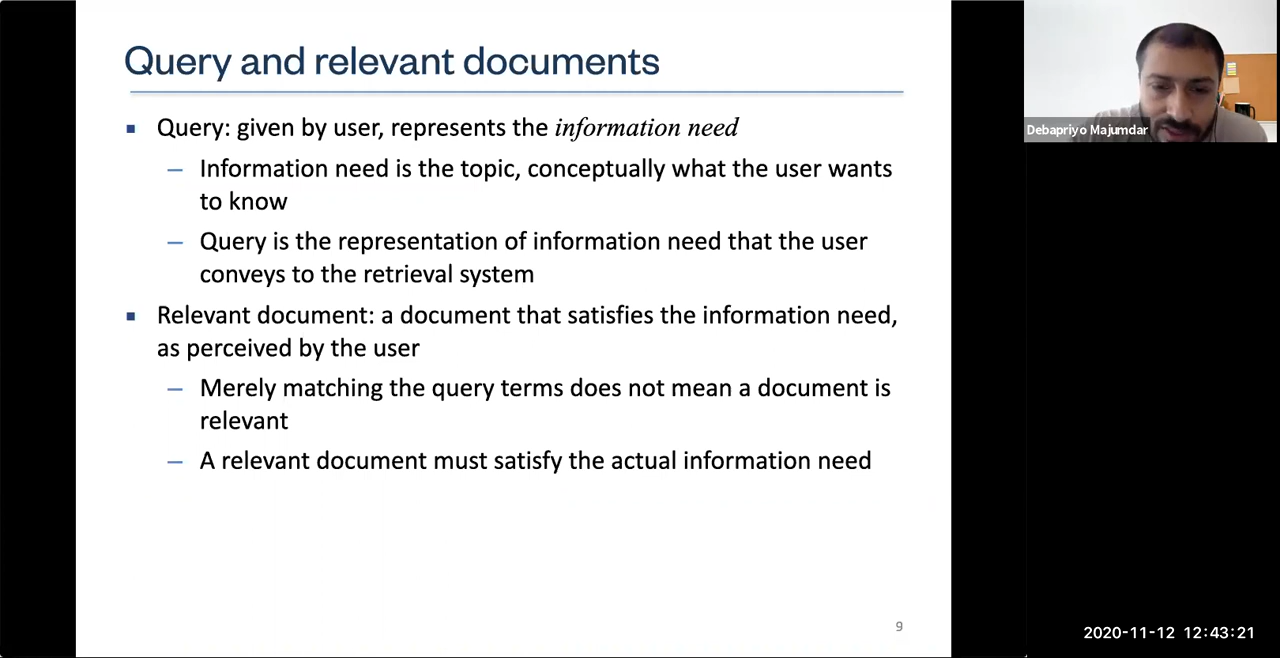 Query and relevant documents
Query: given by user, represents the information need
– Information need is the topic, conceptually what the user wants
to know
– Query is the representation of information need that the user
conveys to the retrieval system
Relevant document: a document that satisfies the information need,
as perceived by the user
– Merely matching the query terms does not mean a document is
relevant
– A relevant document must satisfy the actual information need
9
Debapriyo Majumdar
2020-11-12 12:43:21